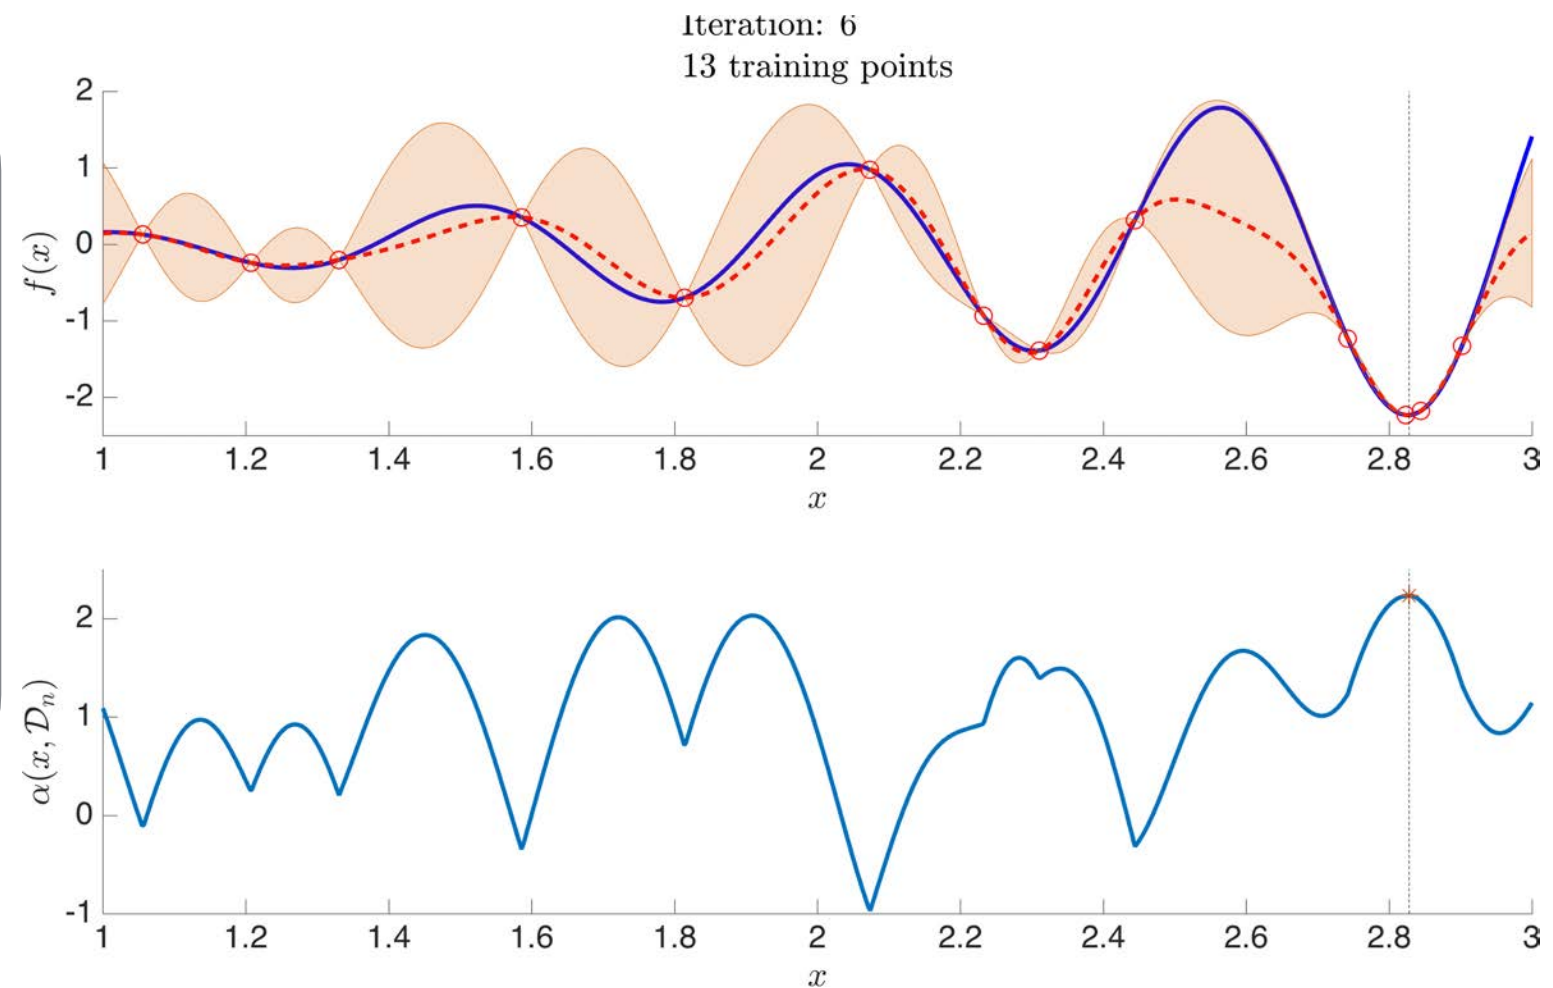 Iteration: 6
13 training points
2
1
0
-1
-2
f(x)
1 1.2 1.4 1.6 1.8 2 2.2 2.4 2.6 2.8 3
x
2
1
0
-1
α(x, 𝒟ₙ)
1 1.2 1.4 1.6 1.8 2 2.2 2.4 2.6 2.8 3
x